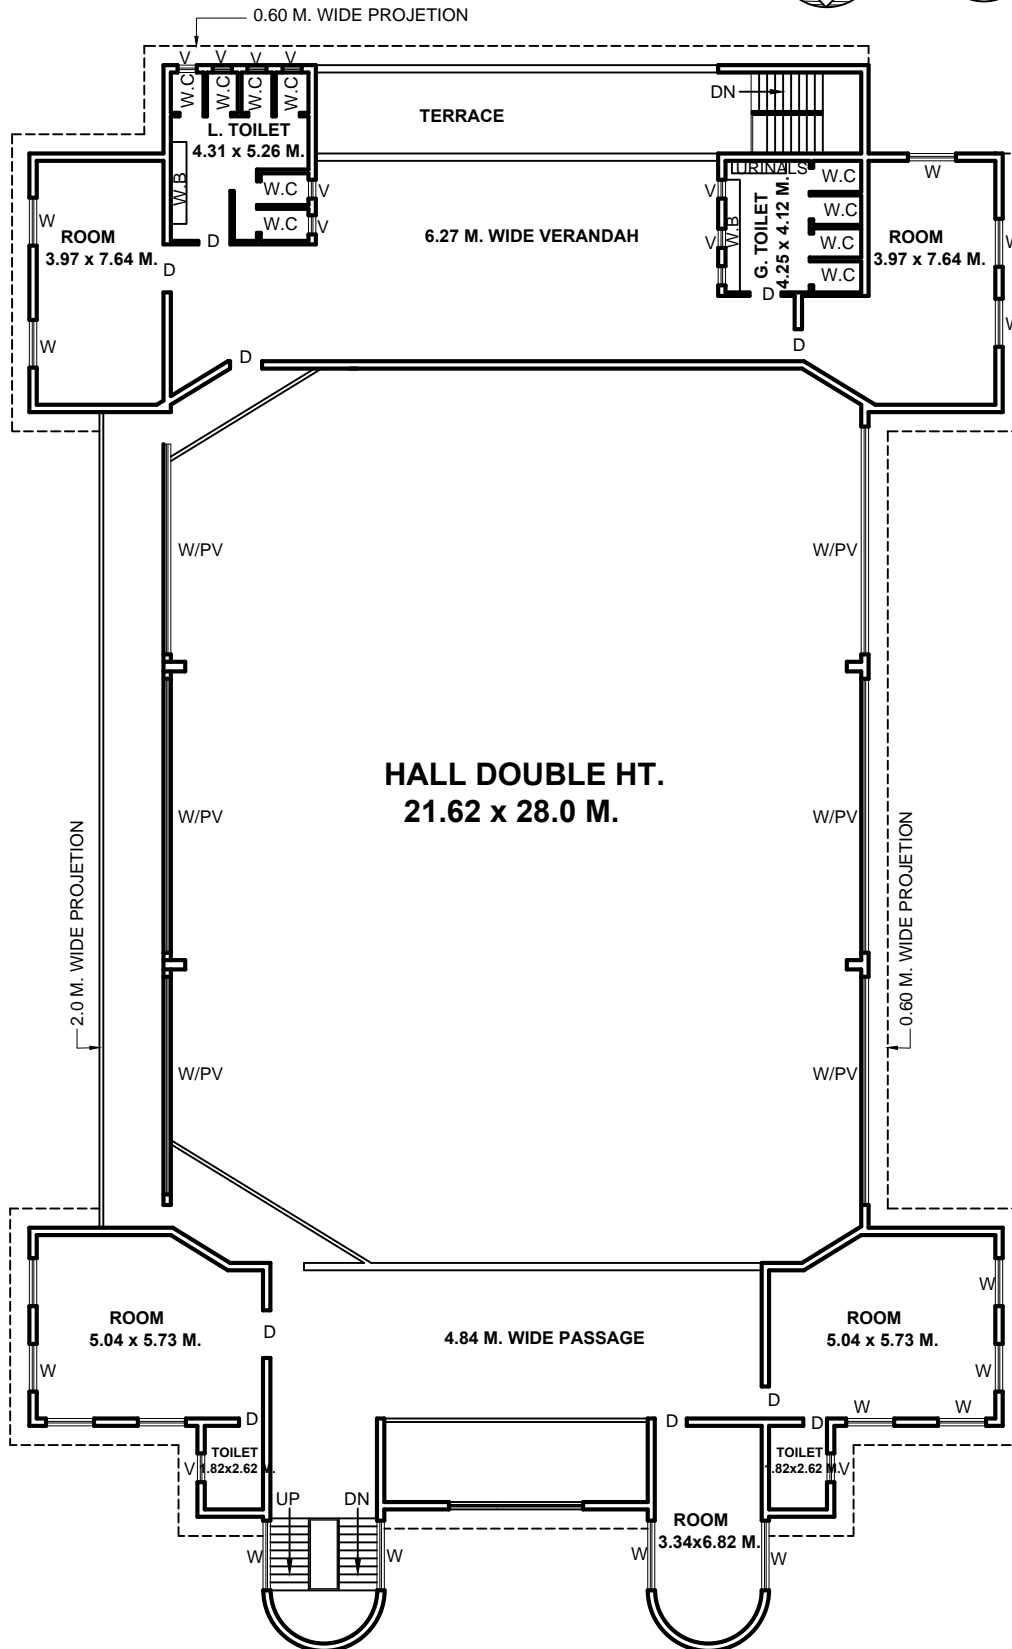 0.60 M. WIDE PROJETION
V V V V
W.C W.C W.C W.C
DN
TERRACE
L. TOILET
4.31 x 5.26 M.
W.B
W.C
V
W.C
V
D
URINALS
W.C
W.C
W.C
W.C
V
V
W.B
G. TOILET
4.25 x 4.12 M.
D
W
W
ROOM
3.97 x 7.64 M.
D
W
6.27 M. WIDE VERANDAH
ROOM
3.97 x 7.64 M.
W
W
D
D
W/PV
W/PV
HALL DOUBLE HT.
21.62 x 28.0 M.
W/PV
W/PV
2.0 M. WIDE PROJETION
0.60 M. WIDE PROJETION
W/PV
W/PV
ROOM
5.04 x 5.73 M.
D
W
4.84 M. WIDE PASSAGE
ROOM
5.04 x 5.73 M.
W
W
D
W
W
D
D
D
TOILET
1.82x2.62 M.
V
TOILET
1.82x2.62 M.
V
UP
DN
ROOM
3.34x6.82 M.
W
W
W
W